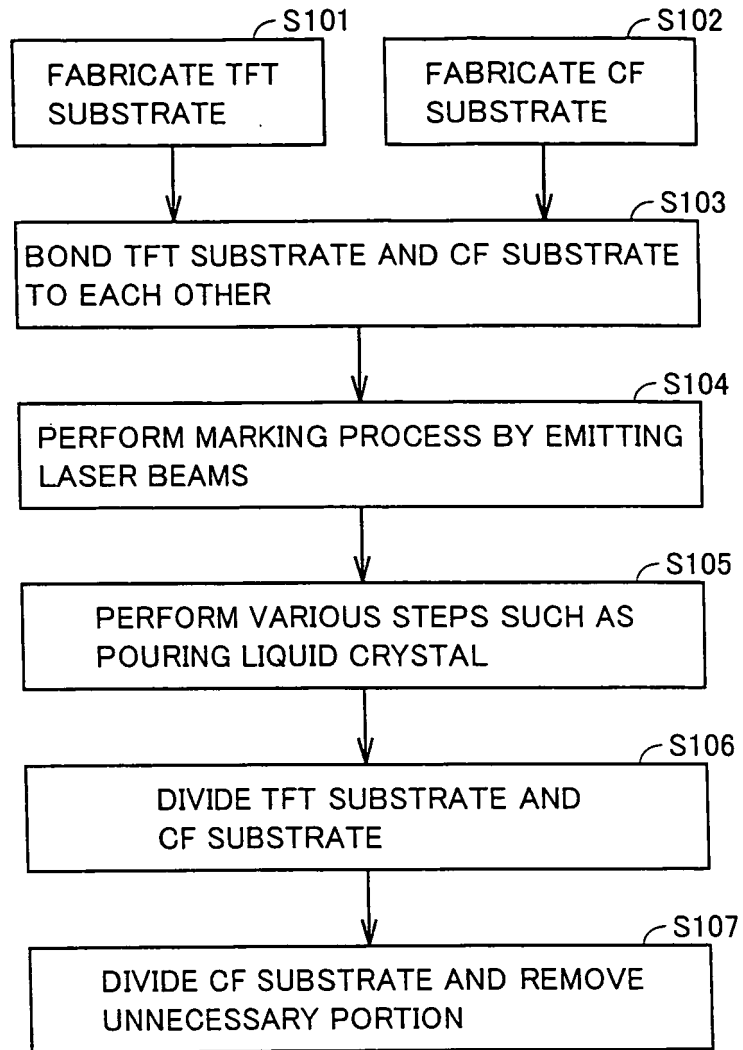 S101
FABRICATE TFT
SUBSTRATE
S102
FABRICATE CF
SUBSTRATE
S103
BOND TFT SUBSTRATE AND CF SUBSTRATE
TO EACH OTHER
S104
PERFORM MARKING PROCESS BY EMITTING
LASER BEAMS
S105
PERFORM VARIOUS STEPS SUCH AS
POURING LIQUID CRYSTAL
S106
DIVIDE TFT SUBSTRATE AND
CF SUBSTRATE
S107
DIVIDE CF SUBSTRATE AND REMOVE
UNNECESSARY PORTION